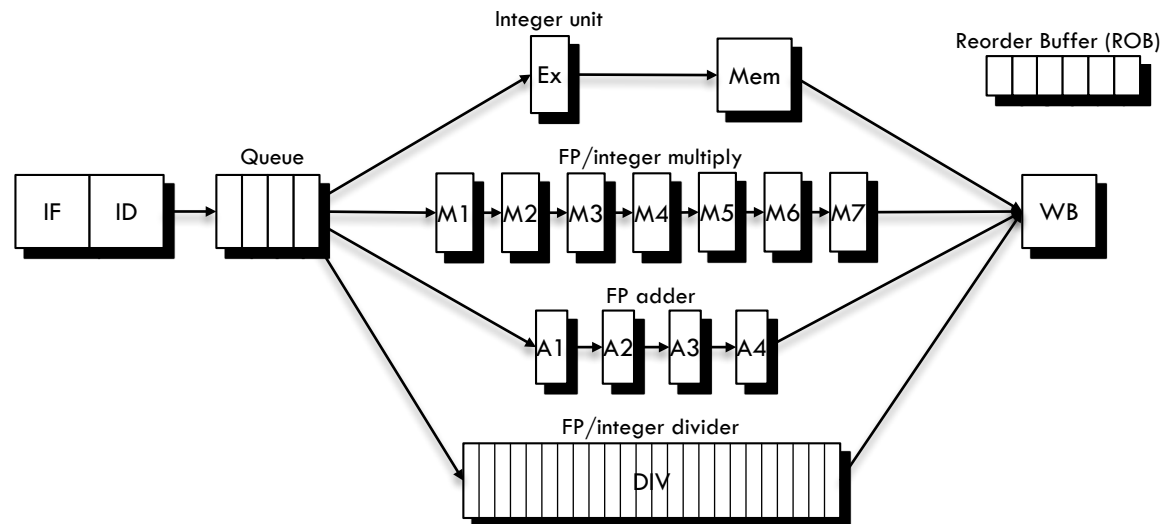 Integer unit
Reorder Buffer (ROB)
Ex
Mem
Queue
FP/integer multiply
IF ID
M1 M2 M3 M4 M5 M6 M7
WB
FP adder
A1 A2 A3 A4
FP/integer divider
DIV